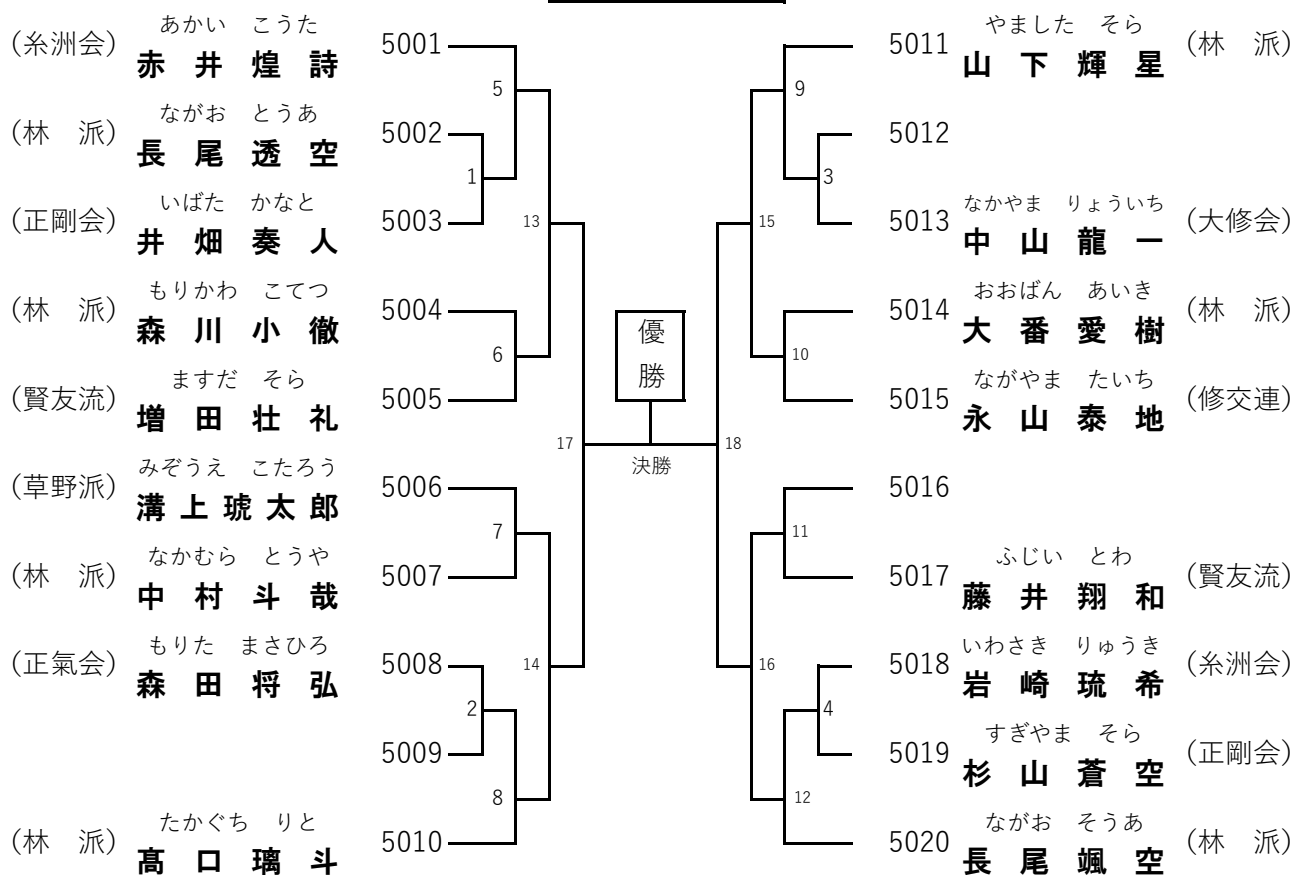 あかい　こうた
(糸洲会) 赤井煌詩 5001
ながお　とうあ
(林　派) 長尾透空 5002
いばた　かなと
(正剛会) 井畑奏人 5003
もりかわ　こてつ
(林　派) 森川小徹 5004
ますだ　そら
(賢友流) 増田壮礼 5005
みぞうえ　こたろう
(草野派) 溝上琥太郎 5006
なかむら　とうや
(林　派) 中村斗哉 5007
もりた　まさひろ
(正氣会) 森田将弘 5008
5009
たかぐち　りと
(林　派) 髙口璃斗 5010
5
1
13
6
17
7
14
2
8
優
勝
決勝
9
3
15
10
18
11
16
4
12
やました　そら
5011 山下輝星 (林　派)
5012
なかやま　りょういち
5013 中山龍一 (大修会)
おおばん　あいき
5014 大番愛樹 (林　派)
ながやま　たいち
5015 永山泰地 (修交連)
5016
ふじい　とわ
5017 藤井翔和 (賢友流)
いわさき　りゅうき
5018 岩崎琉希 (糸洲会)
すぎやま　そら
5019 杉山蒼空 (正剛会)
ながお　そうあ
5020 長尾颯空 (林　派)